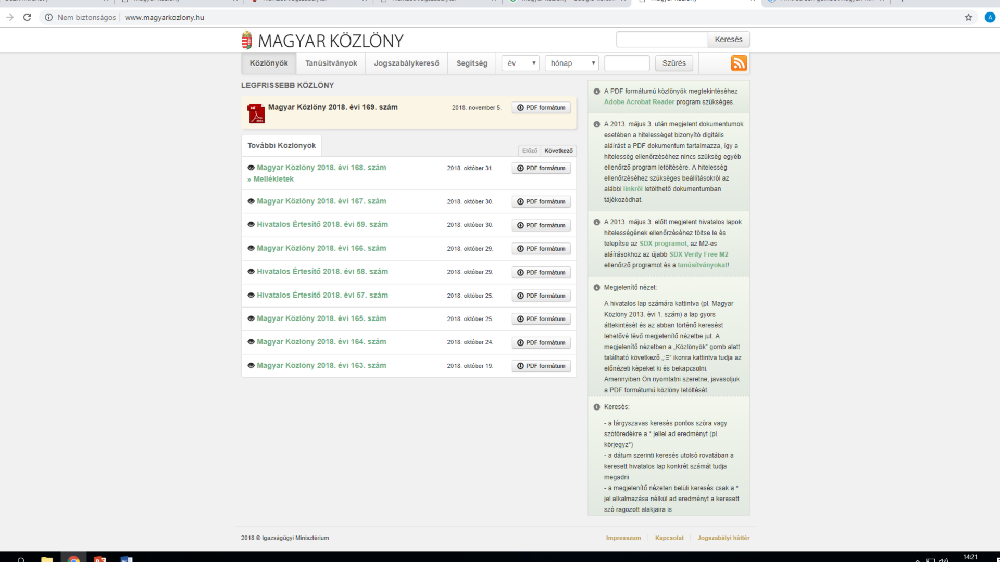 Nem biztonságos
www.magyarkozlony.hu
MAGYAR KÖZLÖNY
Keresés
Közlönyök
Tanúsítványok
Jogszabálykereső
Segítség
év
hónap
Szűrés
LEGFRISSEBB KÖZLÖNY
Magyar Közlöny 2018. évi 169. szám
2018. november 5.
PDF formátum
További Közlönyök
Előző
Következő
Magyar Közlöny 2018. évi 168. szám
2018. október 31.
PDF formátum
» Mellékletek
Magyar Közlöny 2018. évi 167. szám
2018. október 30.
PDF formátum
Hivatalos Értesítő 2018. évi 59. szám
2018. október 30.
PDF formátum
Magyar Közlöny 2018. évi 166. szám
2018. október 29.
PDF formátum
Hivatalos Értesítő 2018. évi 58. szám
2018. október 29.
PDF formátum
Hivatalos Értesítő 2018. évi 57. szám
2018. október 25.
PDF formátum
Magyar Közlöny 2018. évi 165. szám
2018. október 25.
PDF formátum
Magyar Közlöny 2018. évi 164. szám
2018. október 24.
PDF formátum
Magyar Közlöny 2018. évi 163. szám
2018. október 19.
PDF formátum
A PDF formátumú közlönyök megtekintéséhez
Adobe Acrobat Reader program szükséges.
A 2013. május 3. után megjelent dokumentumok
esetében a hitelességet bizonyító digitális
aláírást a PDF dokumentum tartalmazza, így a
hitelesség ellenőrzéséhez nincs szükség egyéb
ellenőrző program letöltésére. A hitelesség
ellenőrzéséhez szükséges beállításokról az
alábbi linkről letölthető dokumentumban
tájékozódhat.
A 2013. május 3. előtt megjelent hivatalos lapok
hitelességének ellenőrzéséhez töltse le és
telepítse az SDX programot, az M2-es
aláírásokhoz az újabb SDX Verify Free M2
ellenőrző programot és a tanúsítványokat!
Megjelenítő nézet:
A hivatalos lap számára kattintva (pl. Magyar
Közlöny 2013. évi 1. szám) a lap gyors
áttekintését és az abban történő keresést
lehetővé tévő megjelenítő nézetbe jut. A
megjelenítő nézetben a „Közlönyök” gomb alatt
található következő „:≡” ikonra kattintva tudja az
előnézeti képeket ki és bekapcsolni.
Amennyiben Ön nyomtatni szeretne, javasoljuk
a PDF formátumú közlöny letöltését.
Keresés:
- a tárgyszavas keresés pontos szóra vagy
szótöredékre a * jellel ad eredményt (pl.
körjegyz*)
- a dátum szerinti keresés utolsó rovatában a
keresett hivatalos lap konkrét számát tudja
megadni
- a megjelenítő nézeten belüli keresés csak a *
jel alkalmazása nélkül ad eredményt a keresett
szó ragozott alakjaira is
2018 © Igazságügyi Minisztérium
Impresszum
Kapcsolat
Jogszabályi háttér
14:21